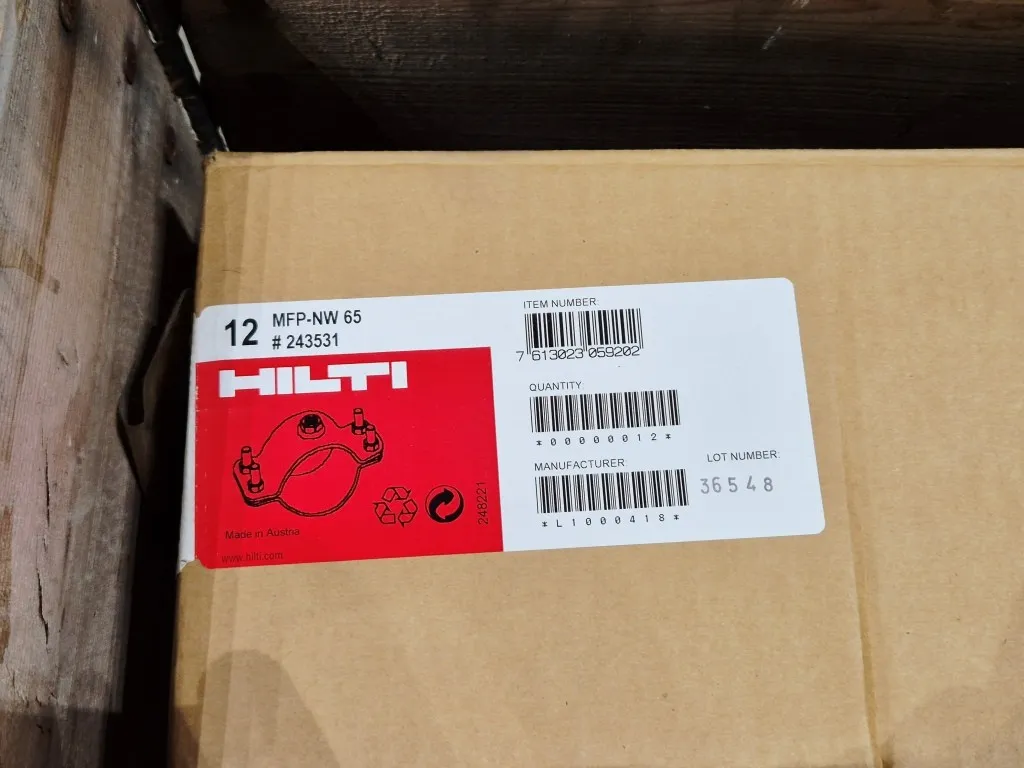 12 MFP-NW 65
# 243531
HILTI
Made in Austria
www.hilti.com
248221
ITEM NUMBER:
7 613023 059202
QUANTITY:
*00000012*
MANUFACTURER:
*L1000418*
LOT NUMBER:
36548